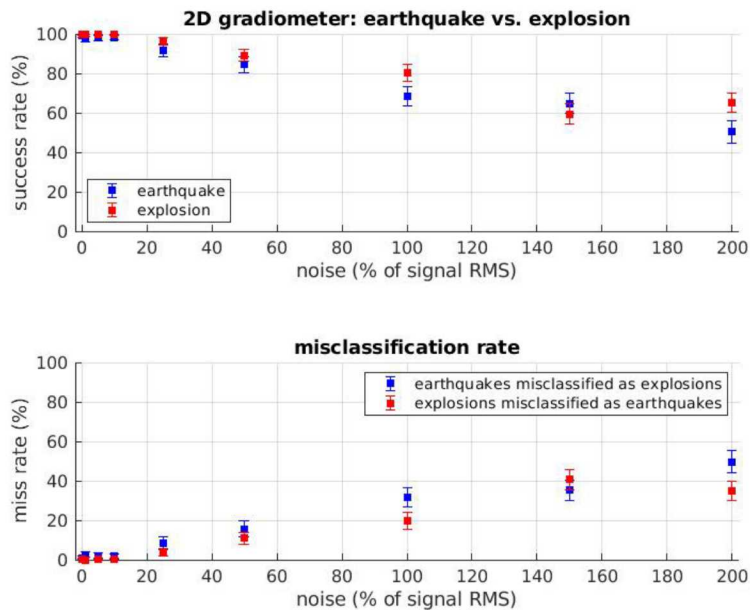 2D gradiometer: earthquake vs. explosion
100
80
60
40
20
0
success rate (%)
earthquake
explosion
0 20 40 60 80 100 120 140 160 180 200
noise (% of signal RMS)
misclassification rate
100
80
60
40
20
0
miss rate (%)
earthquakes misclassified as explosions
explosions misclassified as earthquakes
0 20 40 60 80 100 120 140 160 180 200
noise (% of signal RMS)